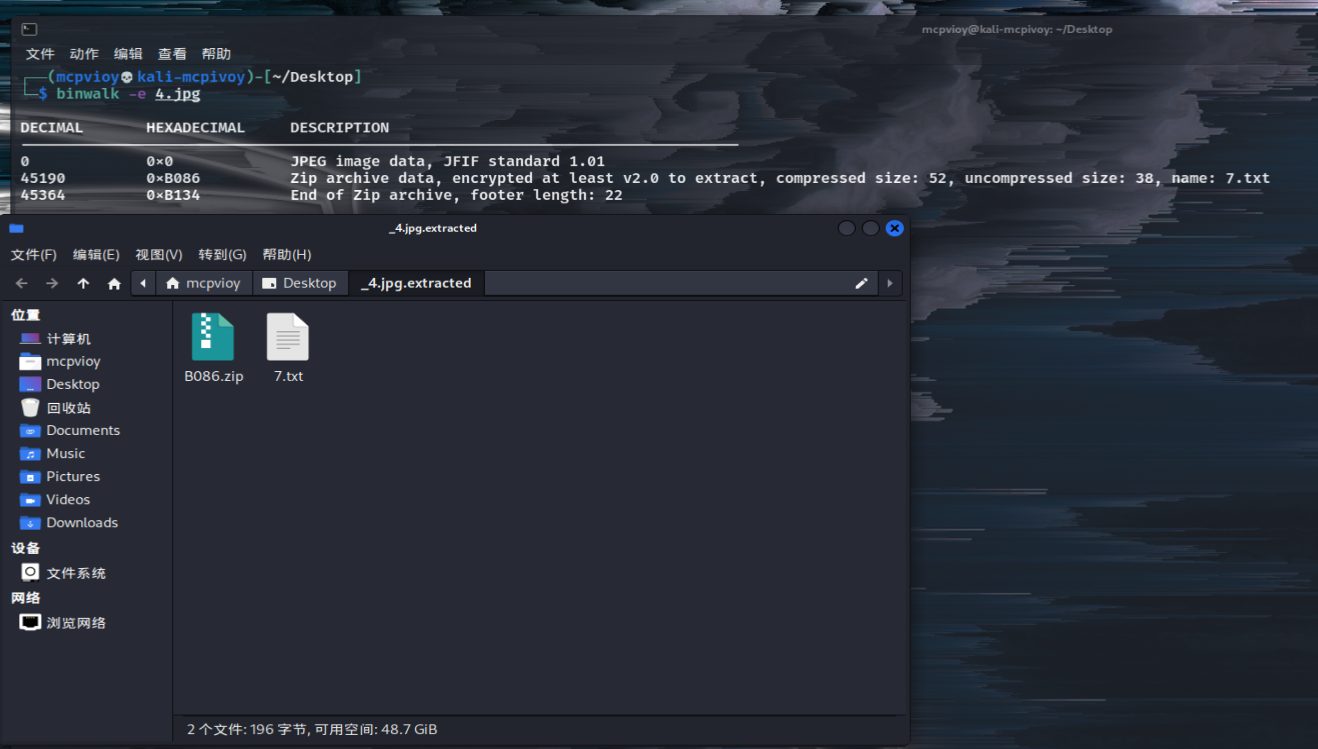 mcpvioy@kali-mcpivoy: ~/Desktop
文件 动作 编辑 查看 帮助
(mcpvioy💀kali-mcpivoy)-[~/Desktop]
$ binwalk -e 4.jpg
DECIMAL HEXADECIMAL DESCRIPTION
0 0×0 JPEG image data, JFIF standard 1.01
45190 0×B086 Zip archive data, encrypted at least v2.0 to extract, compressed size: 52, uncompressed size: 38, name: 7.txt
45364 0×B134 End of Zip archive, footer length: 22
_4.jpg.extracted
文件(F) 编辑(E) 视图(V) 转到(G) 帮助(H)
mcpvioy Desktop _4.jpg.extracted
位置
计算机
mcpvioy
Desktop
回收站
Documents
Music
Pictures
Videos
Downloads
设备
文件系统
网络
浏览网络
B086.zip 7.txt
2 个文件: 196 字节, 可用空间: 48.7 GiB